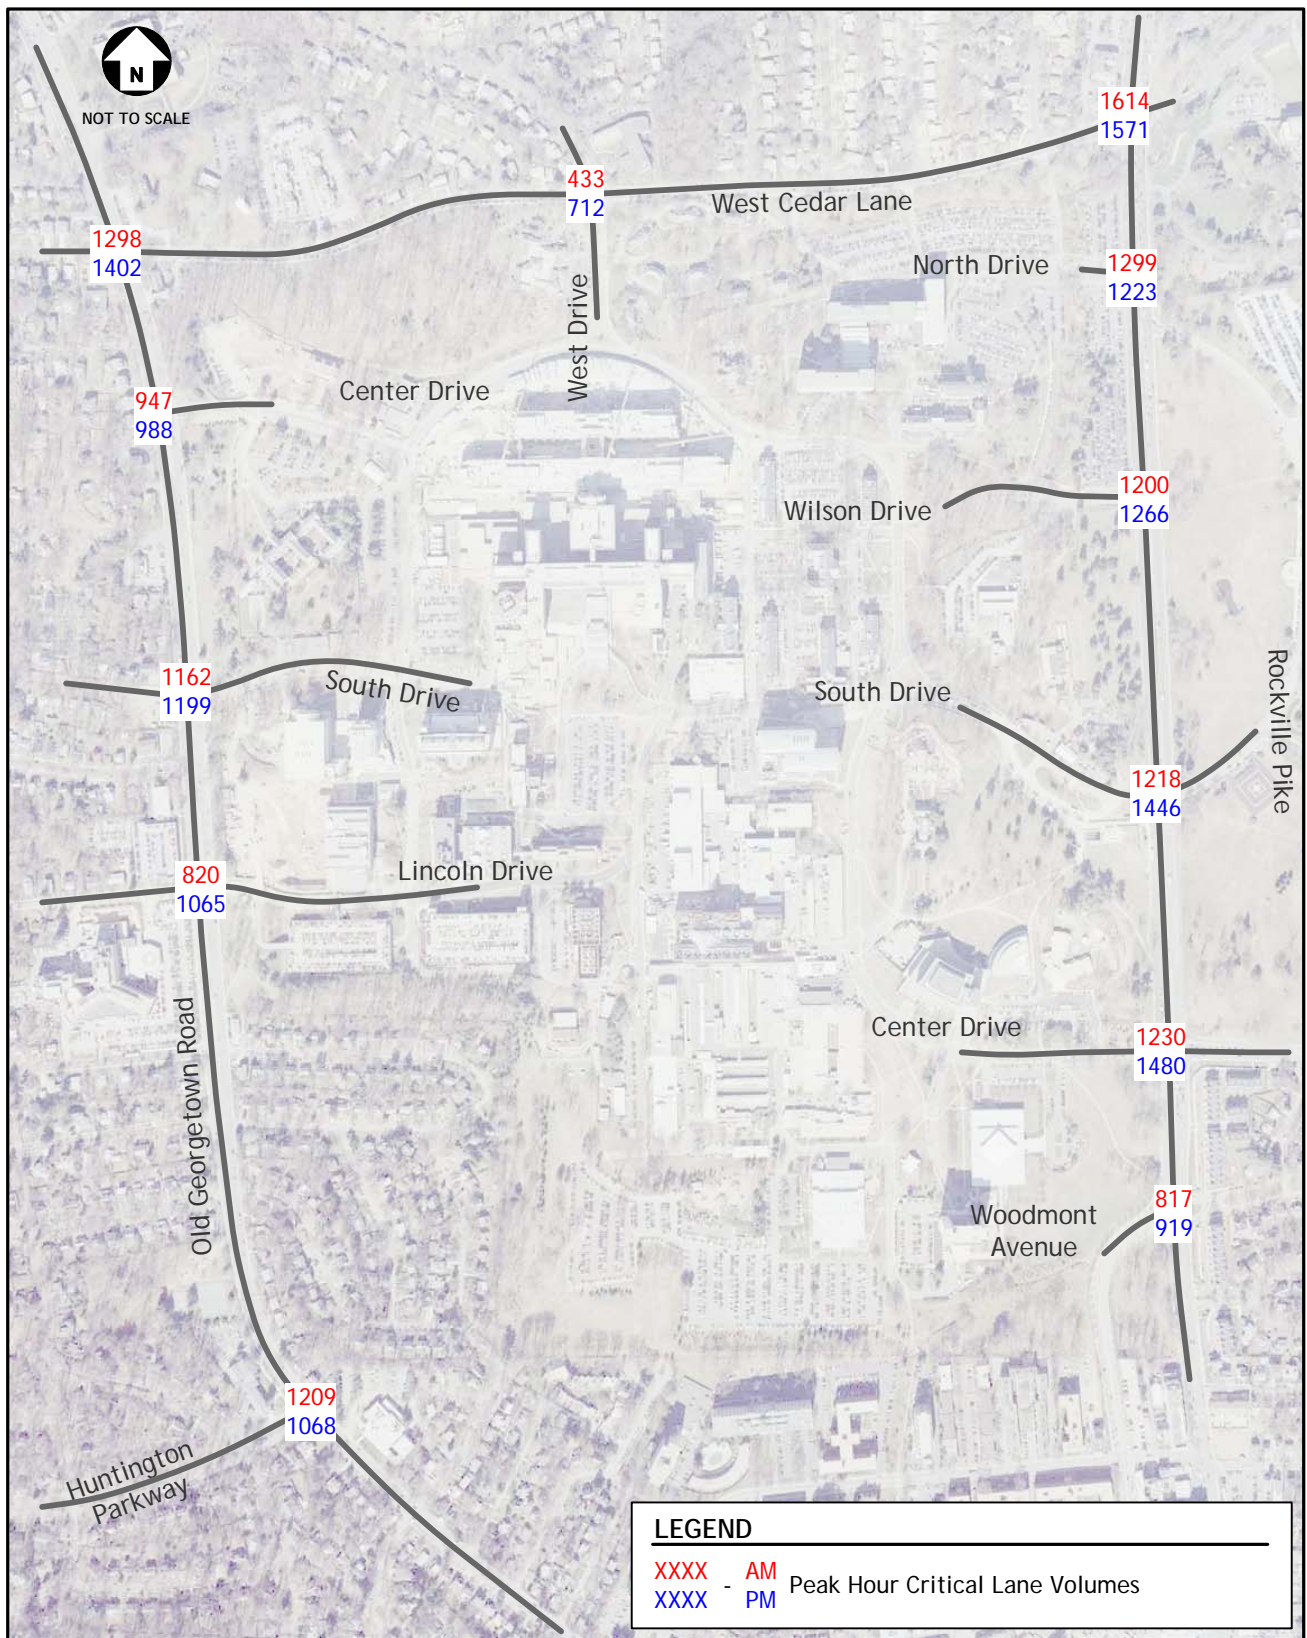 N
NOT TO SCALE
1614
1571
433
712
West Cedar Lane
1298
1402
North Drive
1299
1223
West Drive
Center Drive
947
988
1200
1266
Wilson Drive
1162
1199
South Drive
South Drive
Rockville Pike
1218
1446
820
1065
Lincoln Drive
Old Georgetown Road
Center Drive
1230
1480
817
919
Woodmont
Avenue
1209
1068
Huntington
Parkway
LEGEND
XXXX - AM
XXXX PM
Peak Hour Critical Lane Volumes